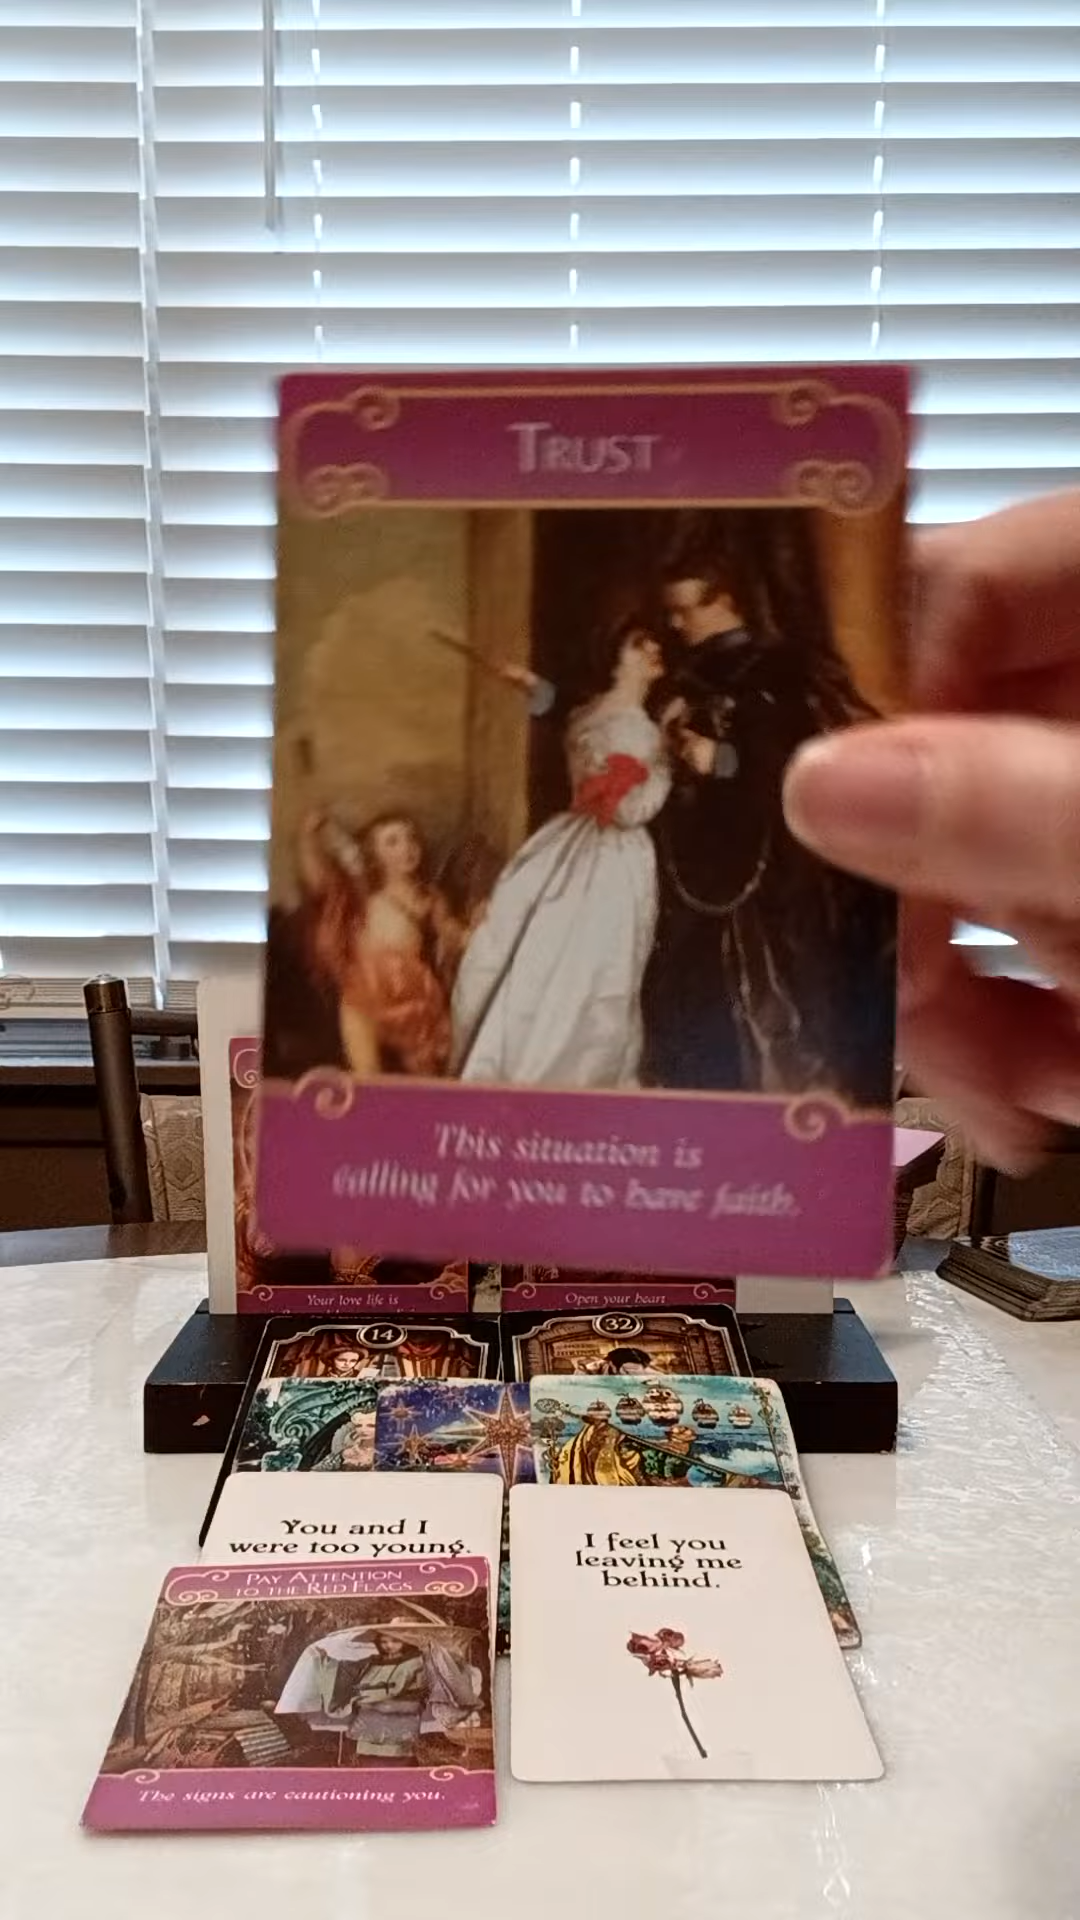 TRUST
This situation is
calling for you to have faith.
Your love life is
Open your heart
14
32
You and I
were too young.
I feel you
leaving me
behind.
PAY ATTENTION
TO THE RED FLAGS
The signs are cautioning you.